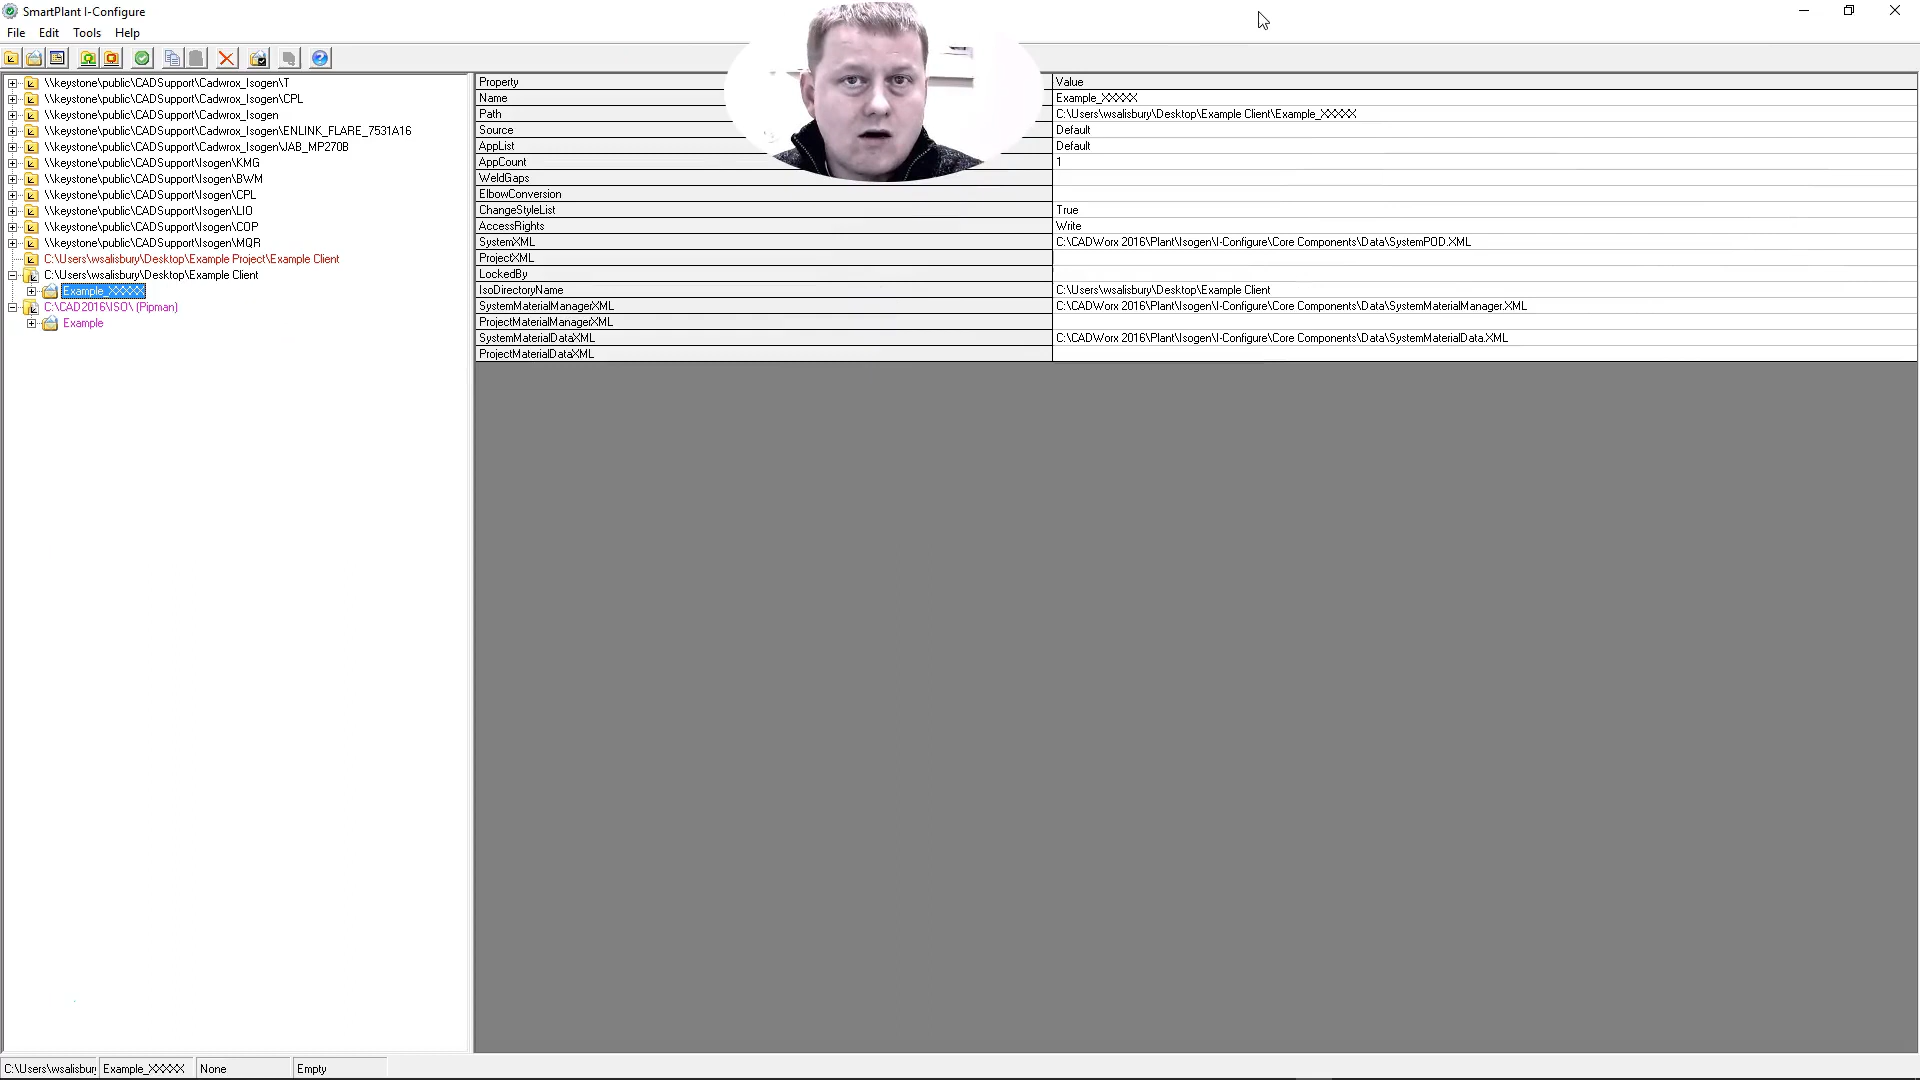 SmartPlant I-Configure
File Edit Tools Help
\\keystone\public\CADSupport\Cadwrox_Isogen\T
\\keystone\public\CADSupport\Cadwrox_Isogen\CPL
\\keystone\public\CADSupport\Cadwrox_Isogen
\\keystone\public\CADSupport\Cadwrox_Isogen\ENLINK_FLARE_7531A16
\\keystone\public\CADSupport\Cadwrox_Isogen\JAB_MP270B
\\keystone\public\CADSupport\Isogen\KMG
\\keystone\public\CADSupport\Isogen\BWM
\\keystone\public\CADSupport\Isogen\CPL
\\keystone\public\CADSupport\Isogen\LIO
\\keystone\public\CADSupport\Isogen\COP
\\keystone\public\CADSupport\Isogen\MQR
C:\Users\wsalisbury\Desktop\Example Project\Example Client
C:\Users\wsalisbury\Desktop\Example Client
Example_XXXXX
C:\CAD2016\ISO\ (Pipman)
Example
Property Value
Name Example_XXXXX
Path C:\Users\wsalisbury\Desktop\Example Client\Example_XXXXX
Source Default
AppList Default
AppCount 1
WeldGaps
ElbowConversion
ChangeStyleList True
AccessRights Write
SystemXML C:\CADWorx 2016\Plant\Isogen\I-Configure\Core Components\Data\SystemPOD.XML
ProjectXML
LockedBy
IsoDirectoryName C:\Users\wsalisbury\Desktop\Example Client
SystemMaterialManagerXML C:\CADWorx 2016\Plant\Isogen\I-Configure\Core Components\Data\SystemMaterialManager.XML
ProjectMaterialManagerXML
SystemMaterialDataXML C:\CADWorx 2016\Plant\Isogen\I-Configure\Core Components\Data\SystemMaterialData.XML
ProjectMaterialDataXML
C:\Users\wsalisbury Example_XXXXX None Empty